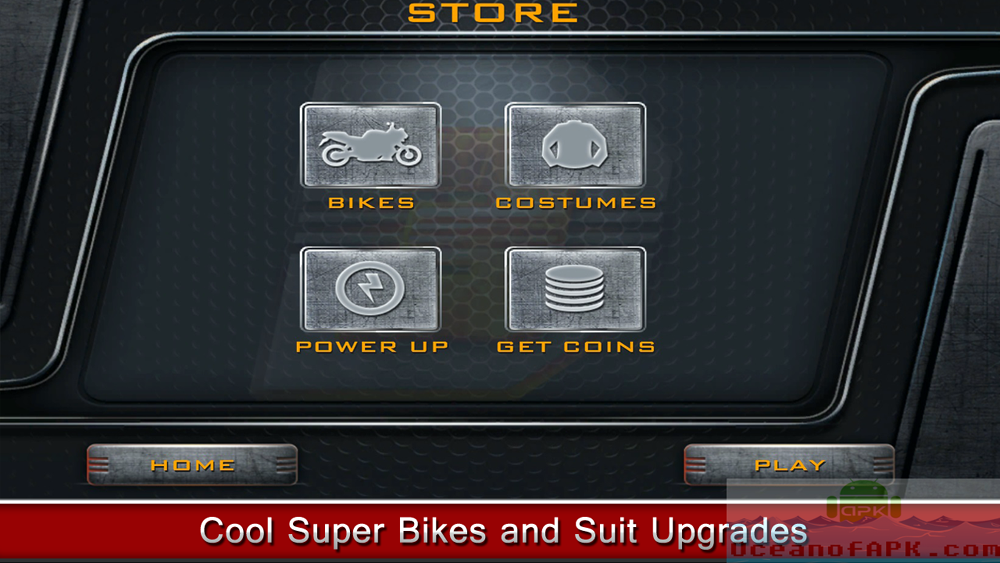 STORE
BIKES
COSTUMES
POWER UP
GET COINS
HOME
PLAY
APK
Cool Super Bikes and Suit Upgrades
OceanofAPK.com